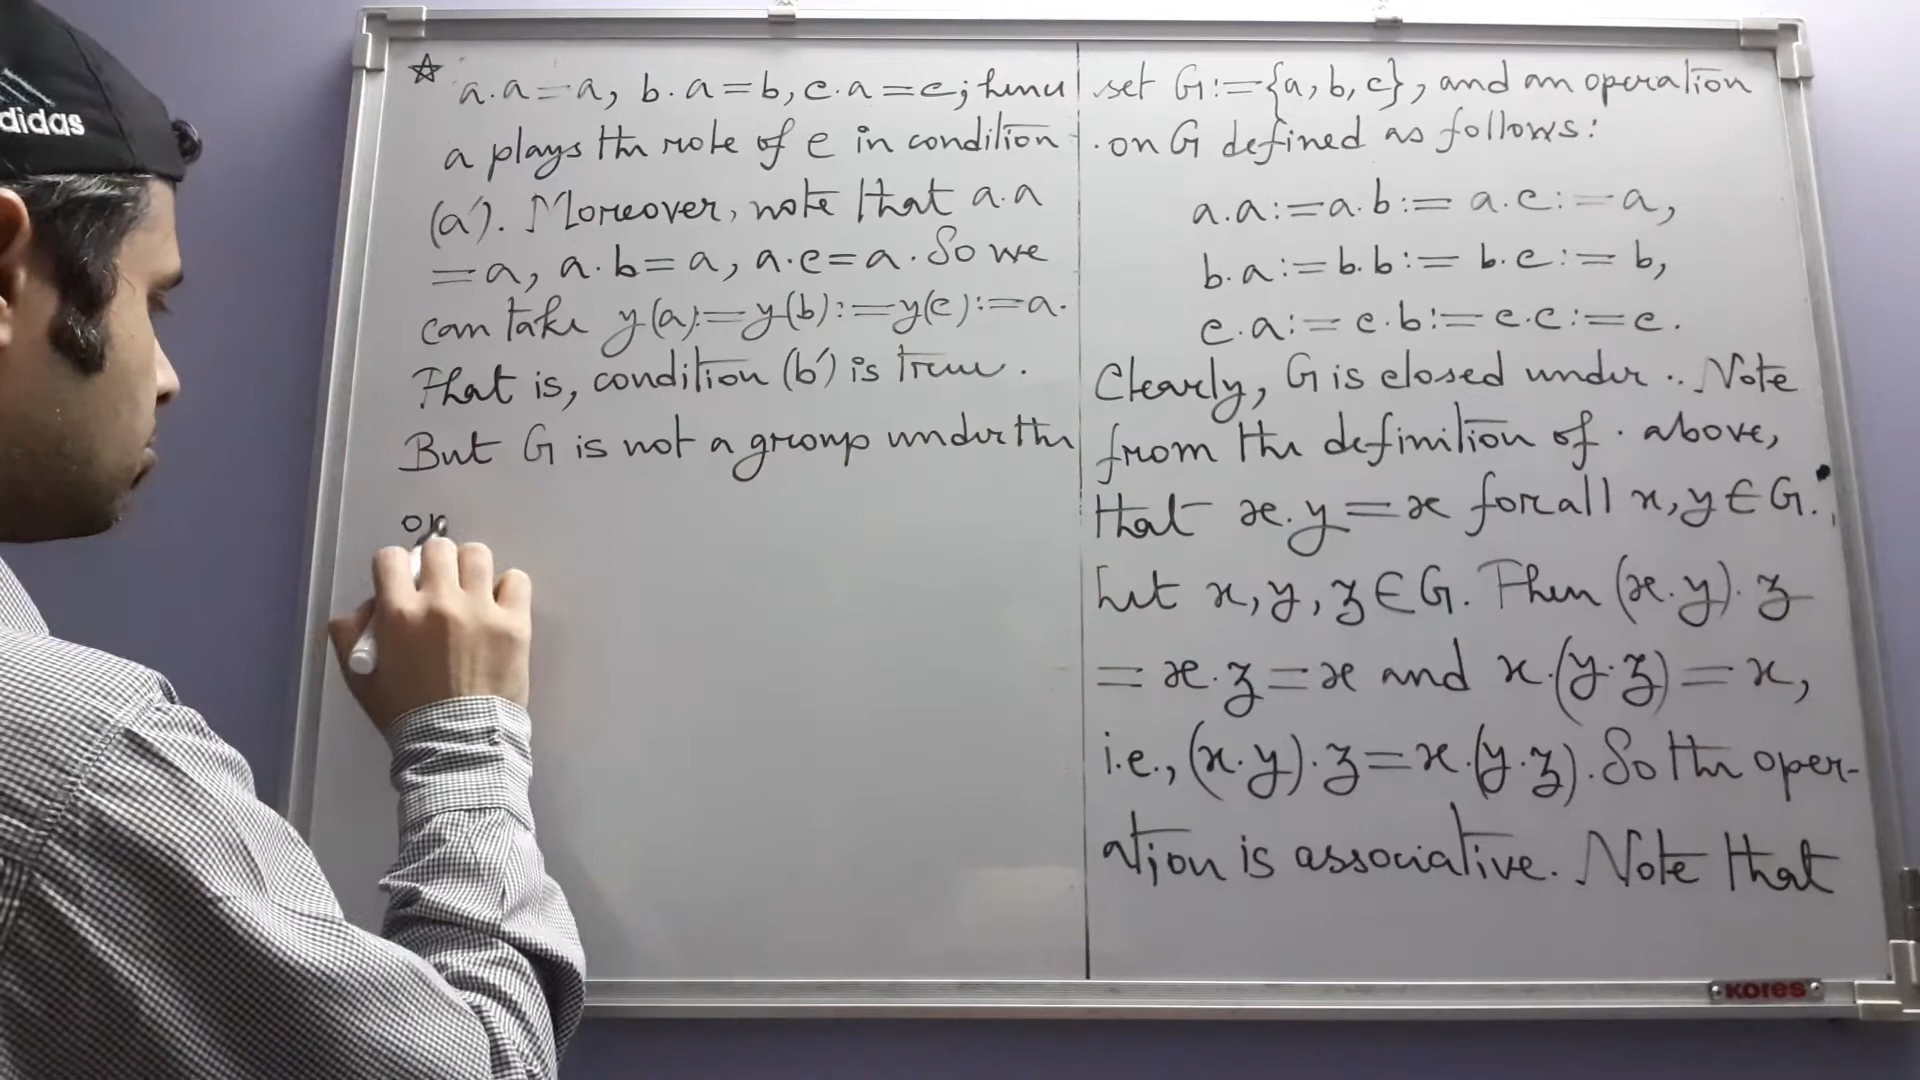 adidas
☆ a.a=a, b.a=b, c.a=c; hence
a plays the role of e in condition
(a'). Moreover, note that a.a
=a, a.b=a, a.c=a. So we
can take y(a):=y(b):=y(c):=a.
That is, condition (b') is true.
But G is not a group under the
op
set G:={a, b, c}, and an operation
. on G defined as follows:
a.a:=a.b:=a.c:=a,
b.a:=b.b:=b.c:=b,
c.a:=c.b:=c.c:=c.
Clearly, G is closed under .. Note
from the definition of . above,
that x.y=x for all x,y∈G.
Let x, y, z∈G. Then (x.y).z
=x.z=x and x.(y.z)=x,
i.e., (x.y).z=x.(y.z). So the oper-
ation is associative. Note that
KORES